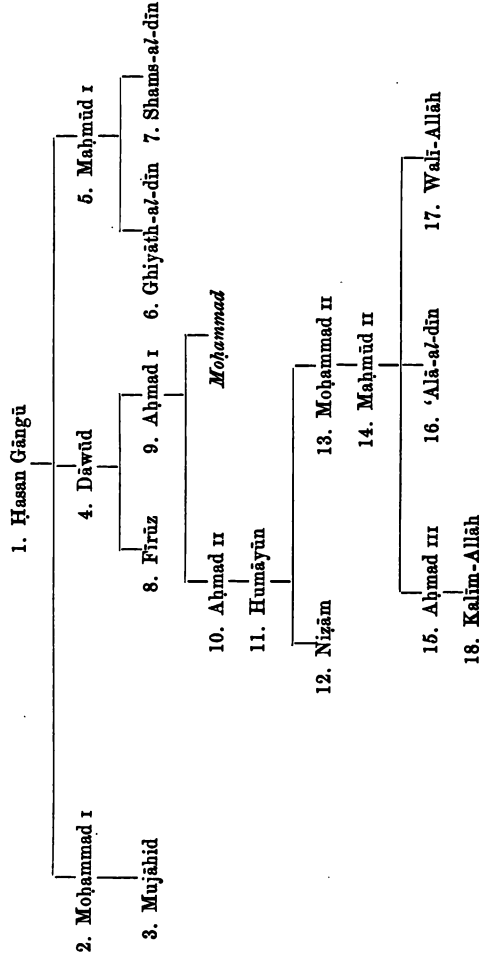 1. Ḥasan Gāngū
2. Moḥammad I
4. Dāwūd
5. Maḥmūd I
3. Mujāhid
8. Fīrūz
9. Aḥmad I
6. Ghiyāth-al-dīn
7. Shams-al-dīn
10. Aḥmad II
Moḥammad
11. Humāyūn
12. Niẓām
13. Moḥammad II
14. Maḥmūd II
15. Aḥmad III
16. ‘Alā-al-dīn
17. Walī-Allāh
18. Kalīm-Allāh